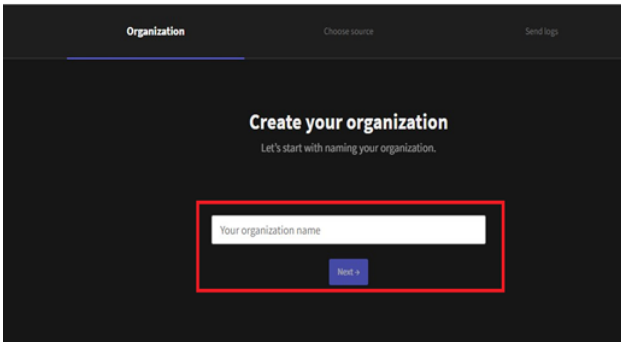 Organization Choose source Send logs
Create your organization
Let's start with naming your organization.
Your organization name
Next →